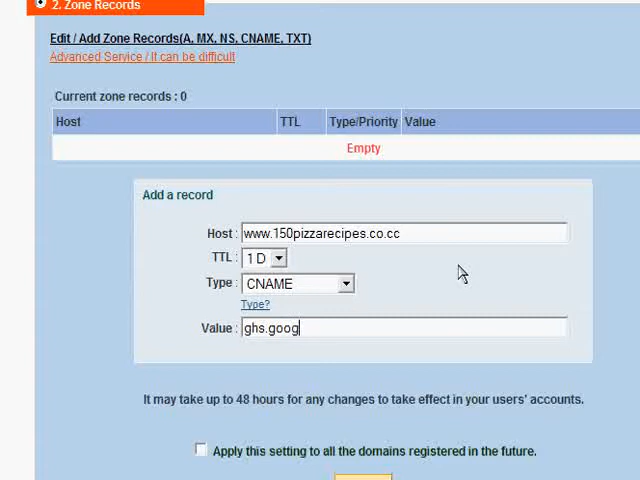 2. Zone Records
Edit / Add Zone Records(A, MX, NS, CNAME, TXT)
Advanced Service / It can be difficult
Current zone records : 0
Host TTL Type/Priority Value
Empty
Add a record
Host : www.150pizzarecipes.co.cc
TTL : 1 D
Type : CNAME
Type?
Value : ghs.goog
It may take up to 48 hours for any changes to take effect in your users' accounts.
Apply this setting to all the domains registered in the future.